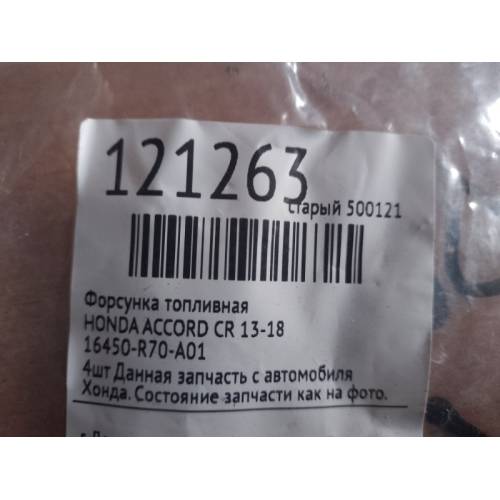 121263
старый 500121
Форсунка топливная
HONDA ACCORD CR 13-18
16450-R70-A01
4шт Данная запчасть с автомобиля
Хонда. Состояние запчасти как на фото.